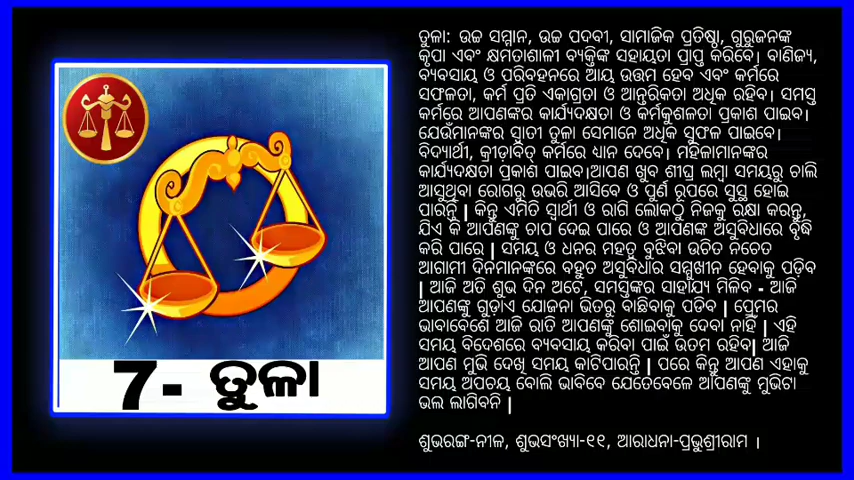 7- ତୁଳା
ତୁଳା: ଉଚ୍ଚ ସମ୍ମାନ, ଉଚ୍ଚ ପଦବୀ, ସାମାଜିକ ପ୍ରତିଷ୍ଠା, ଗୁରୁଜନଙ୍କ
କୃପା ଏବଂ କ୍ଷମତାଶାଳୀ ବ୍ୟକ୍ତିଙ୍କ ସହାୟତା ପ୍ରାପ୍ତ କରିବେ। ବାଣିଜ୍ୟ,
ବ୍ୟବସାୟ ଓ ପରିବହନରେ ଆୟ ଉତ୍ତମ ହେବ ଏବଂ କର୍ମରେ
ସଫଳତା, କର୍ମ ପ୍ରତି ଏକାଗ୍ରତା ଓ ଆନ୍ତରିକତା ଅଧିକ ରହିବ। ସମସ୍ତ
କର୍ମରେ ଆପଣଙ୍କର କାର୍ଯ୍ୟଦକ୍ଷତା ଓ କର୍ମକୁଶଳତା ପ୍ରକାଶ ପାଇବ।
ଯେଉଁମାନଙ୍କର ସ୍ୱାତୀ ତୁଳା ସେମାନେ ଅଧିକ ସୁଫଳ ପାଇବେ।
ବିଦ୍ୟାର୍ଥୀ, କ୍ରୀଡ଼ାବିତ୍ କର୍ମରେ ଧ୍ୟାନ ଦେବେ। ମହିଳାମାନଙ୍କର
କାର୍ଯ୍ୟଦକ୍ଷତା ପ୍ରକାଶ ପାଇବ।ଆପଣ ଖୁବ ଶୀଘ୍ର ଲମ୍ବା ସମୟରୁ ଚାଲି
ଆସୁଥିବା ରୋଗରୁ ଉଭରି ଆସିବେ ଓ ପୁର୍ଣ ରୂପରେ ସୁସ୍ଥ ହୋଇ
ପାରନ୍ତି | କିନ୍ତୁ ଏମିତି ସ୍ୱାର୍ଥୀ ଓ ରାଗି ଲୋକଠୁ ନିଜକୁ ରକ୍ଷା କରନ୍ତୁ,
ଯିଏ କି ଆପଣଙ୍କୁ ଚାପ ଦେଇ ପାରେ ଓ ଆପଣଙ୍କ ଅସୁବିଧାରେ ବୃଦ୍ଧି
କରି ପାରେ | ସମୟ ଓ ଧନର ମହତ୍ୱ ବୁଝିବା ଉଚିତ ନଚେତ
ଆଗାମୀ ଦିନମାନଙ୍କରେ ବହୁତ ଅସୁବିଧାର ସମ୍ମୁଖୀନ ହେବାକୁ ପଡ଼ିବ
| ଆଜି ଅତି ଶୁଭ ଦିନ ଅଟେ, ସମସ୍ତଙ୍କର ସାହାଯ୍ୟ ମିଳିବ - ଆଜି
ଆପଣଙ୍କୁ ଗୁଡ଼ାଏ ଯୋଜନା ଭିତରୁ ବାଛିବାକୁ ପଡିବ | ପ୍ରେମର
ଭାବାବେଶ ଆଜି ରାତି ଆପଣଙ୍କୁ ଶୋଇବାକୁ ଦେବା ନାହିଁ | ଏହି
ସମୟ ବିଦେଶରେ ବ୍ୟବସାୟ କରିବା ପାଇଁ ଉତମ ରହିବ| ଆଜି
ଆପଣ ମୁଭି ଦେଖି ସମୟ କାଟିପାରନ୍ତି | ପରେ କିନ୍ତୁ ଆପଣ ଏହାକୁ
ସମୟ ଅପଚୟ ବୋଲି ଭାବିବେ ଯେତେବେଳେ ଆପଣଙ୍କୁ ମୁଭିଟା
ଭଲ ଲାଗିବନି |
ଶୁଭରଙ୍ଗ-ନୀଳ, ଶୁଭସଂଖ୍ୟା-୧୧, ଆରାଧନା-ପ୍ରଭୁଶ୍ରୀରାମ ।